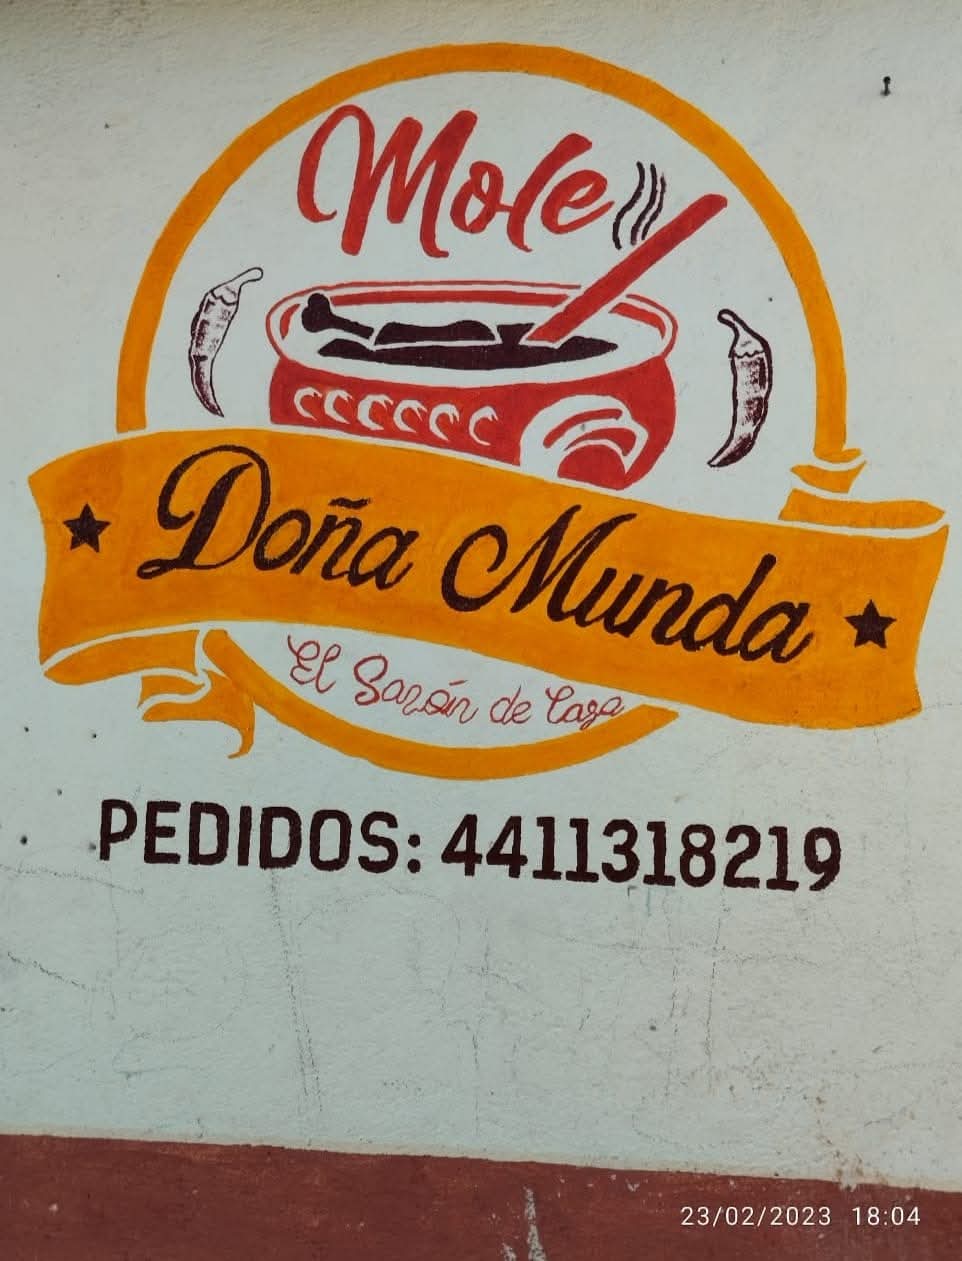 Mole
Doña Munda
El Sazón de Casa
PEDIDOS: 4411318219
23/02/2023 18:04